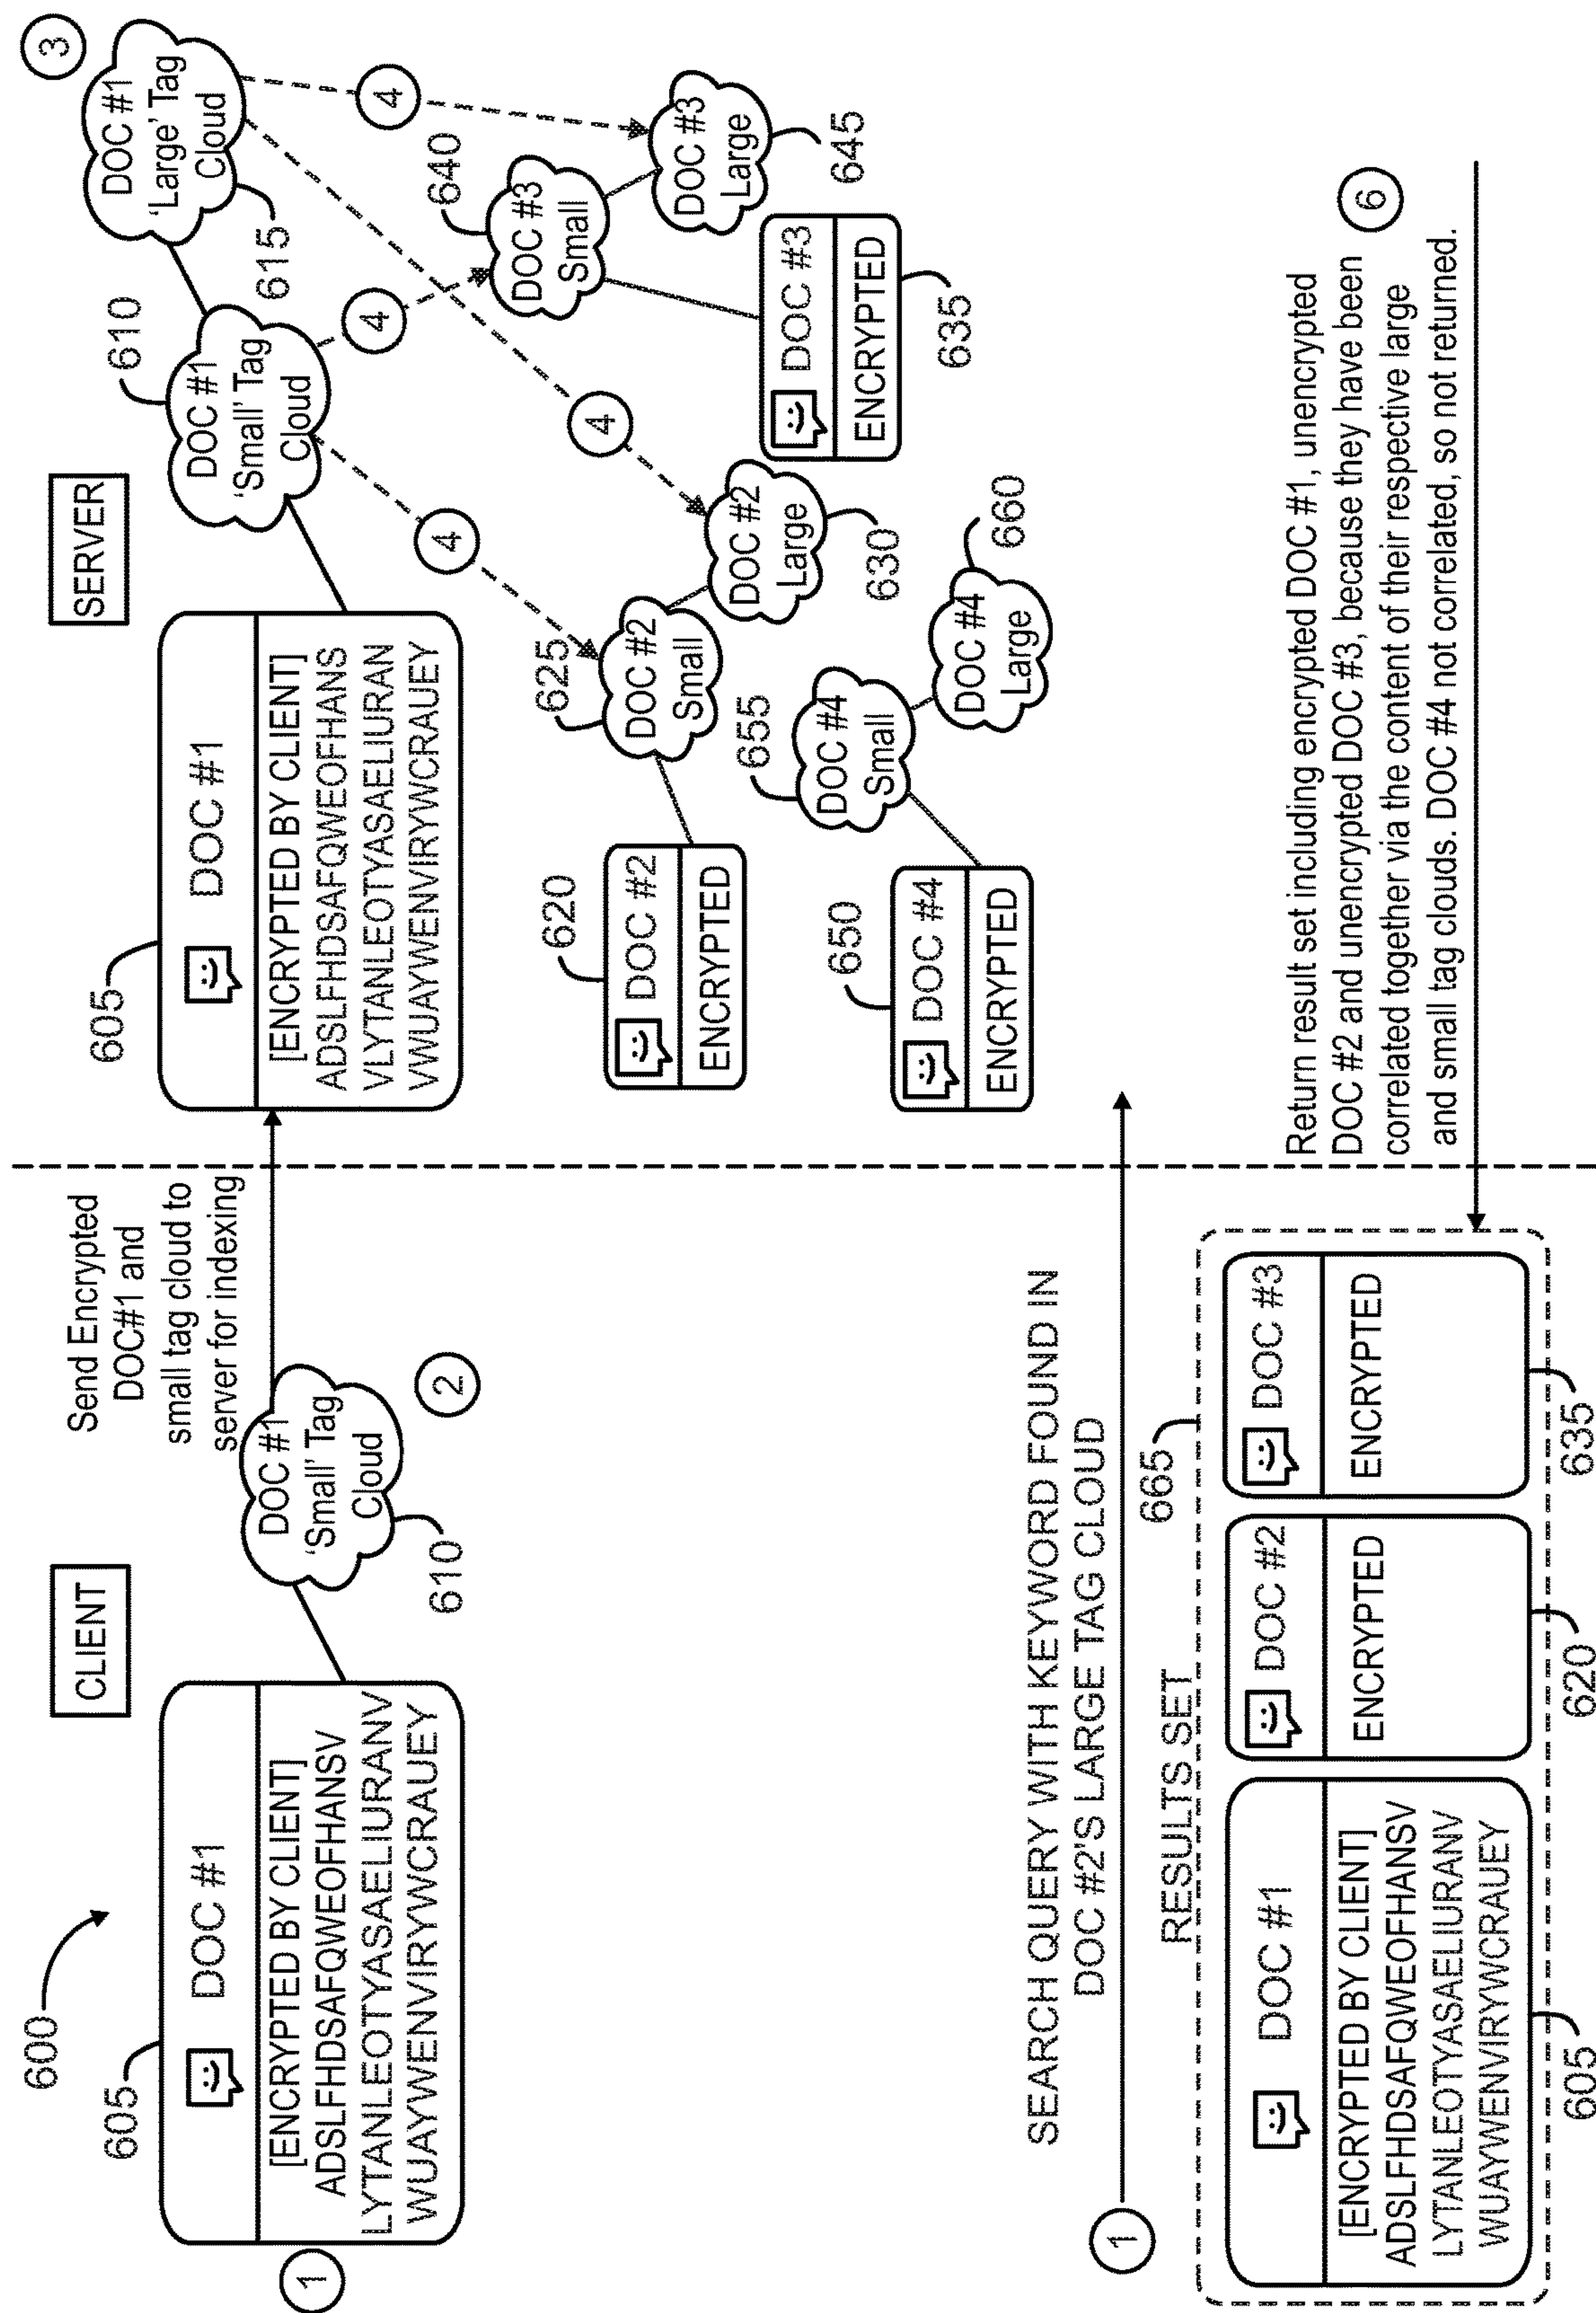 600
CLIENT
SERVER
605
1
DOC #1
[ENCRYPTED BY CLIENT]
ADSLFHDSAFQWEOFHANSV
LYTANLEOTYASAELIURANV
WUAYWENVIRYWCRAUEY
DOC #1
'Small' Tag
Cloud
610
2
Send Encrypted
DOC#1 and
small tag cloud to
server for indexing
605
DOC #1
[ENCRYPTED BY CLIENT]
ADSLFHDSAFQWEOFHANS
VLYTANLEOTYASAELIURAN
VWUAYWENVIRYWCRAUEY
610
DOC #1
'Small' Tag
Cloud
DOC #1
'Large' Tag
Cloud
615
3
4
4
4
4
620
DOC #2
ENCRYPTED
625
DOC #2
Small
DOC #2
Large
630
640
DOC #3
Small
DOC #3
Large
645
DOC #3
ENCRYPTED
635
650
DOC #4
ENCRYPTED
655
DOC #4
Small
DOC #4
Large
660
SEARCH QUERY WITH KEYWORD FOUND IN
DOC #2'S LARGE TAG CLOUD
1
RESULTS SET
665
DOC #1
[ENCRYPTED BY CLIENT]
ADSLFHDSAFQWEOFHANSV
LYTANLEOTYASAELIURANV
WUAYWENVIRYWCRAUEY
605
DOC #2
ENCRYPTED
620
DOC #3
ENCRYPTED
635
Return result set including encrypted DOC #1, unencrypted
DOC #2 and unencrypted DOC #3, because they have been
correlated together via the content of their respective large
and small tag clouds. DOC #4 not correlated, so not returned.
6